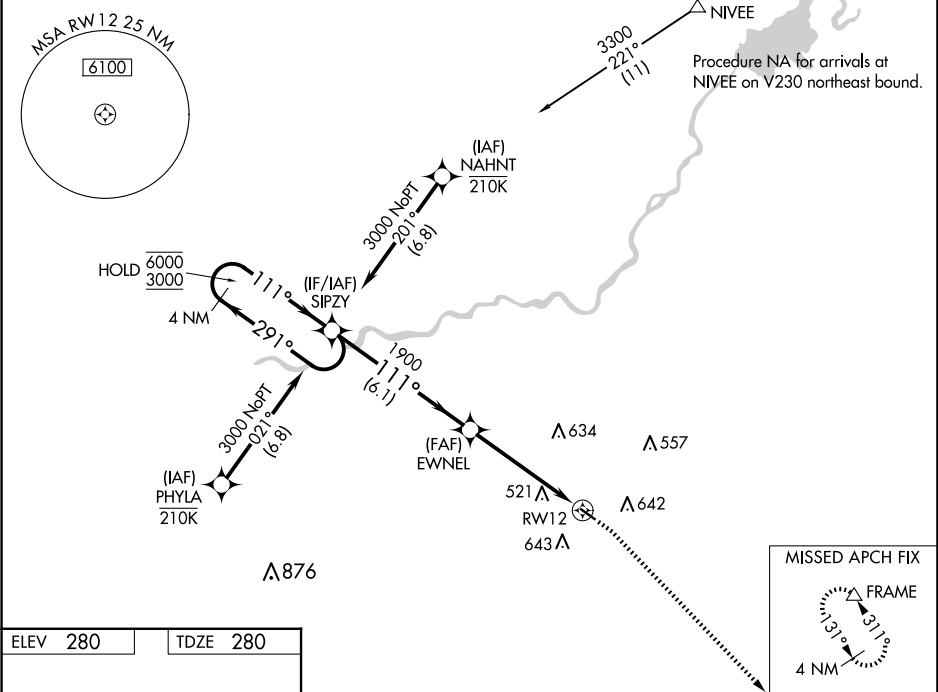 MSA RW12 25 NM
6100
NIVEE
3300
221°
(11)
Procedure NA for arrivals at
NIVEE on V230 northeast bound.
(IAF)
NAHNT
210K
3000 NoPT
201°
(6.8)
HOLD 6000
3000
111°
(IF/IAF)
SIPZY
4 NM
291°
1900
111°
(6.1)
3000 NoPT
021°
(6.8)
(IAF)
PHYLA
210K
(FAF)
EWNEL
634
557
521
RW12
642
643
876
MISSED APCH FIX
FRAME
131°
311°
4 NM
ELEV 280
TDZE 280